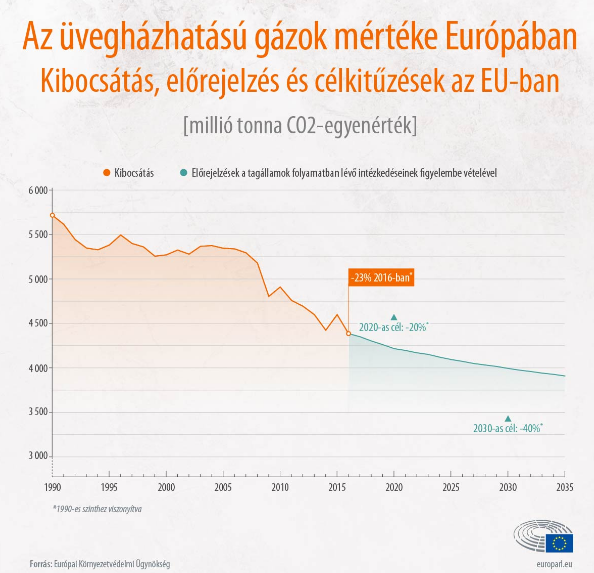 Az üvegházhatású gázok mértéke Európában
Kibocsátás, előrejelzés és célkitűzések az EU-ban
[millió tonna CO2-egyenérték]
Kibocsátás
Előrejelzések a tagállamok folyamatban lévő intézkedéseinek figyelembe vételével
6 000
5 500
5 000
4 500
4 000
3 500
3 000
-23% 2016-ban*
2020-as cél: -20%*
2030-as cél: -40%*
1990 1995 2000 2005 2010 2015 2020 2025 2030 2035
*1990-es szinthez viszonyítva
Forrás: Európai Környezetvédelmi Ügynökség
europarl.eu